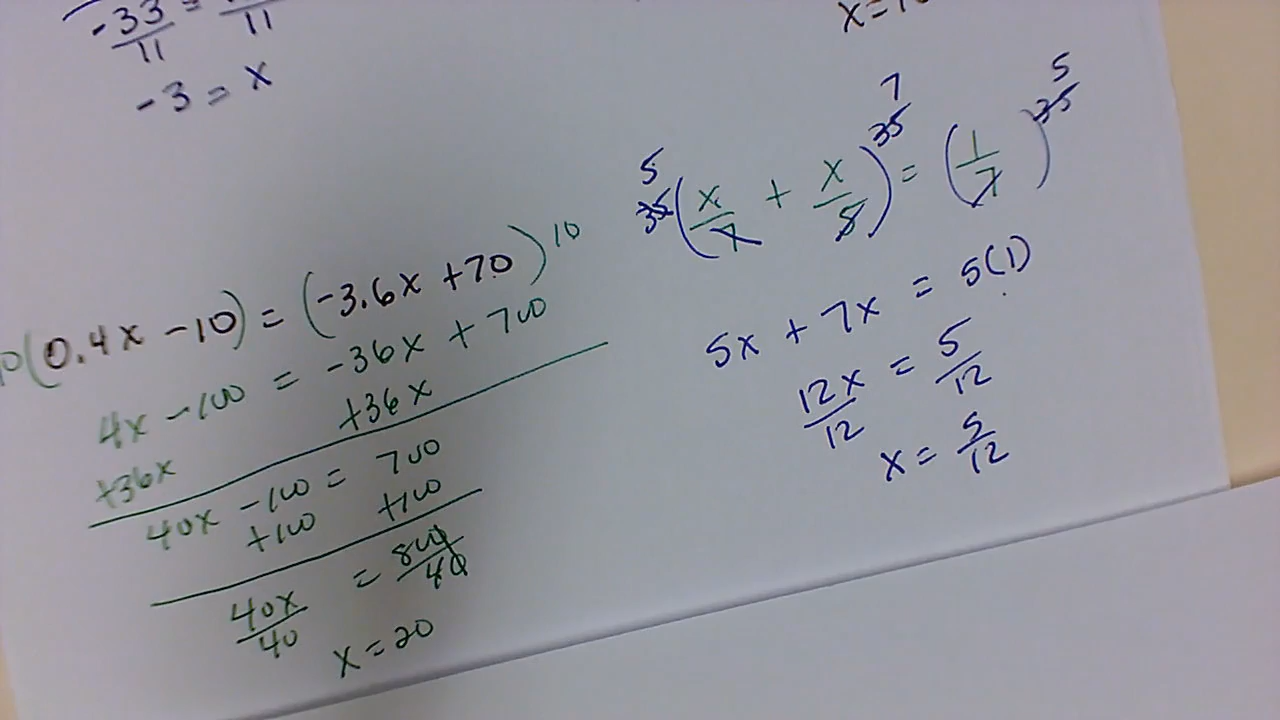 -33/11 = /11
-3 = x
x=1
10(0.4x - 10) = (-3.6x + 70)10
4x - 100 = -36x + 700
+36x +36x
40x - 100 = 700
+100 +100
40x/40 = 800/40
x = 20
5 7 5
35(x/7 + x/5)35 = (1/7)35
5x + 7x = 5(1)
12x/12 = 5/12
x = 5/12